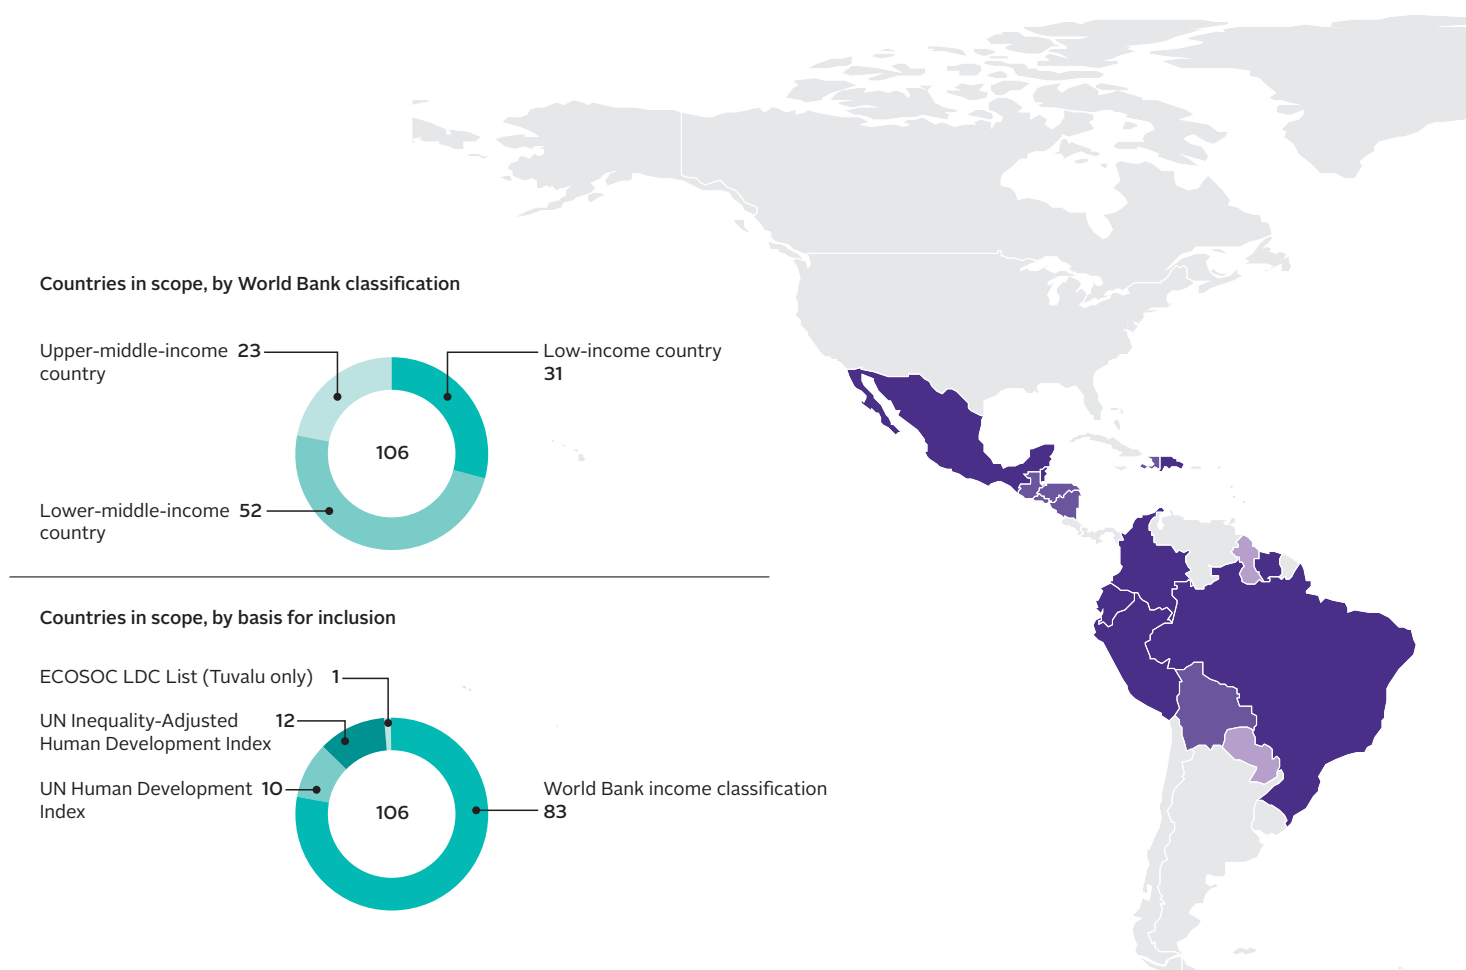 Countries in scope, by World Bank classification
Upper-middle-income 23
country
Low-income country
31
106
Lower-middle-income 52
country
Countries in scope, by basis for inclusion
ECOSOC LDC List (Tuvalu only) 1
UN Inequality-Adjusted 12
Human Development Index
UN Human Development 10
Index
World Bank income classification
83
106